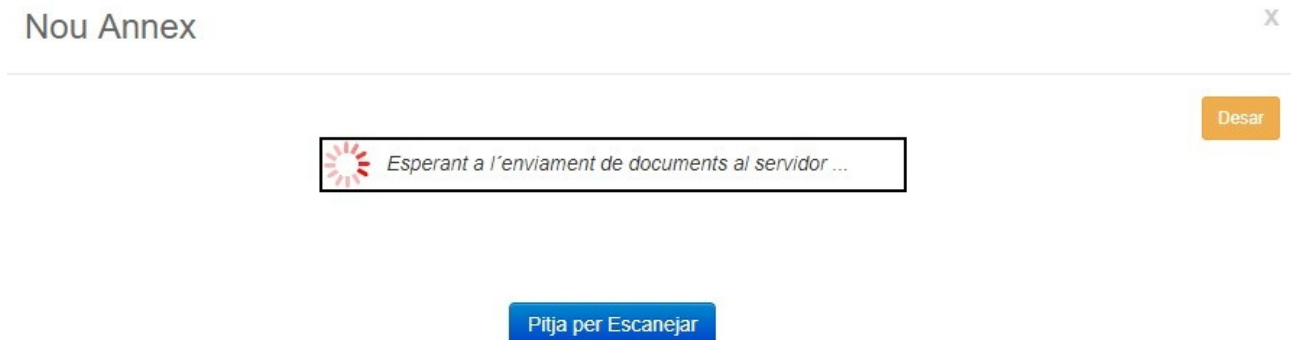 Nou Annex
X
Desar
Esperant a l´enviament de documents al servidor ...
Pitja per Escanejar